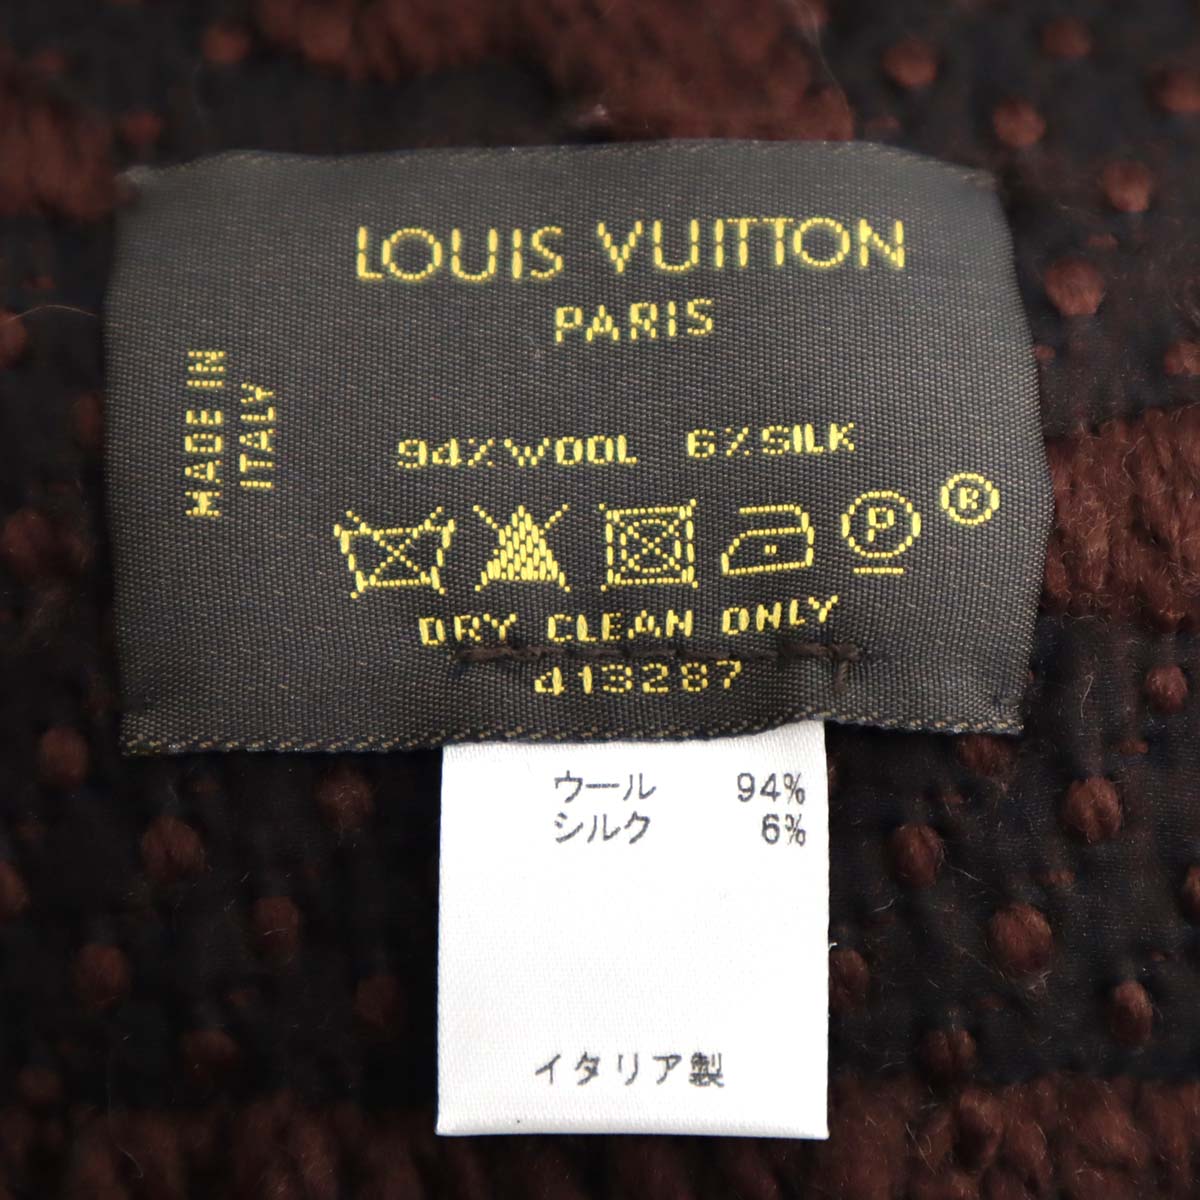 LOUIS VUITTON
PARIS
MADE IN
ITALY
94%WOOL 6%SILK
P
®
DRY CLEAN ONLY
413287
ウール 94%
シルク 6%
イタリア製